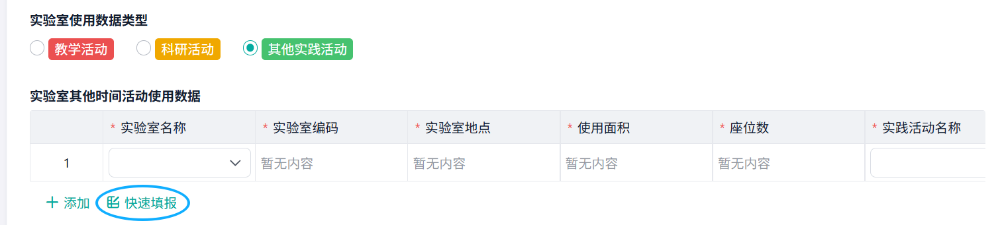 实验室使用数据类型
教学活动 科研活动 其他实践活动
实验室其他时间活动使用数据
* 实验室名称 * 实验室编码 * 实验室地点 * 使用面积 * 座位数 * 实践活动名称
1 暂无内容 暂无内容 暂无内容 暂无内容
添加 快速填报